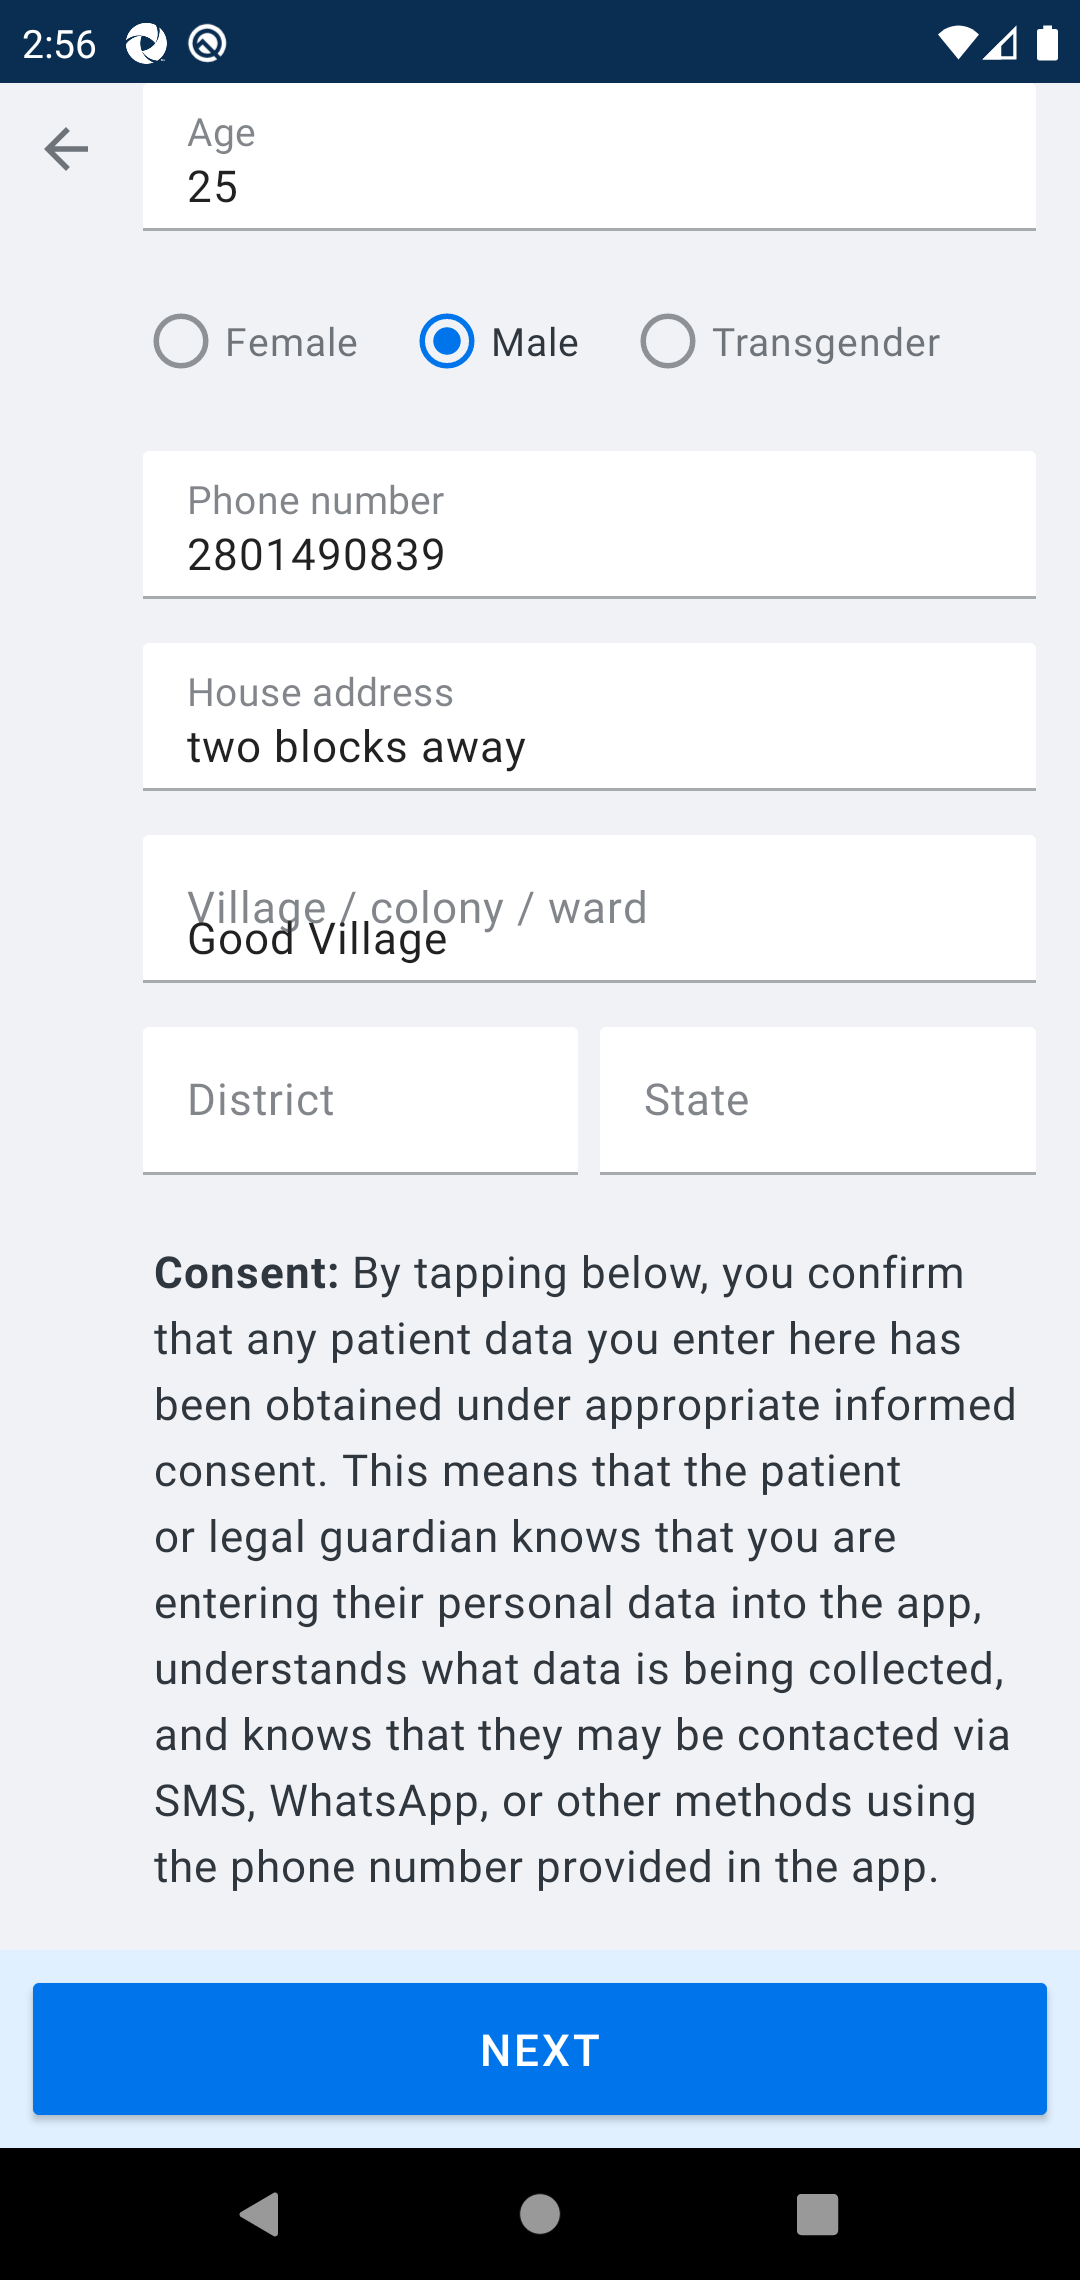 2:56
Age
25
Female Male Transgender
Phone number
2801490839
House address
two blocks away
Village / colony / ward
Good Village
District State
Consent: By tapping below, you confirm
that any patient data you enter here has
been obtained under appropriate informed
consent. This means that the patient
or legal guardian knows that you are
entering their personal data into the app,
understands what data is being collected,
and knows that they may be contacted via
SMS, WhatsApp, or other methods using
the phone number provided in the app.
NEXT